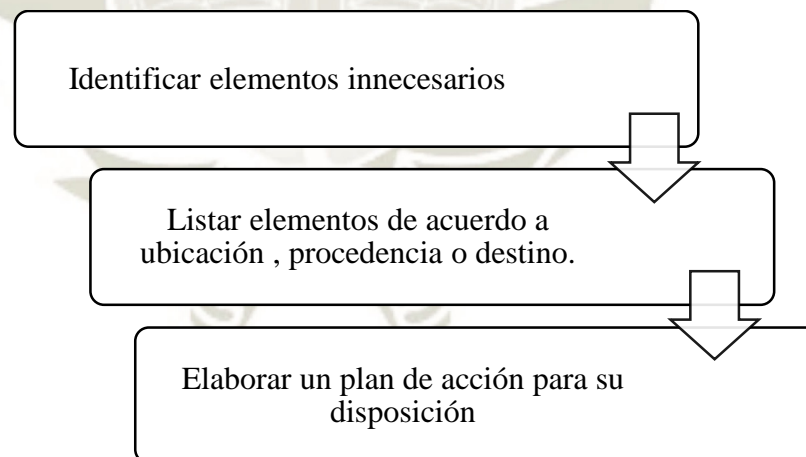 Identificar elementos innecesarios
Listar elementos de acuerdo a
ubicación , procedencia o destino.
Elaborar un plan de acción para su
disposición